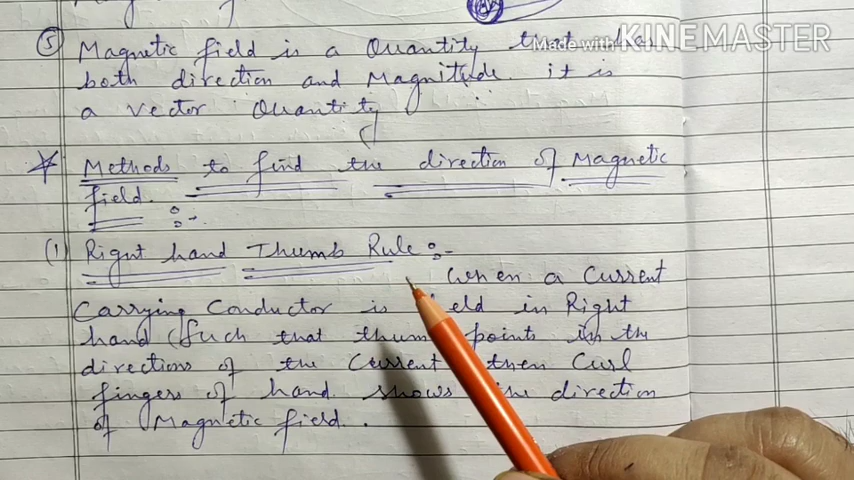 Made with KINEMASTER
(5) Magnetic field is a Quantity that has
both direction and Magnitude. it is
a vector Quantity
* Methods to find the direction of Magnetic
field. :-
(1) Right hand Thumb Rule :-
When a Current
Carrying Conductor is held in Right
hand (Such that thumb points in the
direction of the Current then Curl
fingers of hand shows the direction
of Magnetic field.